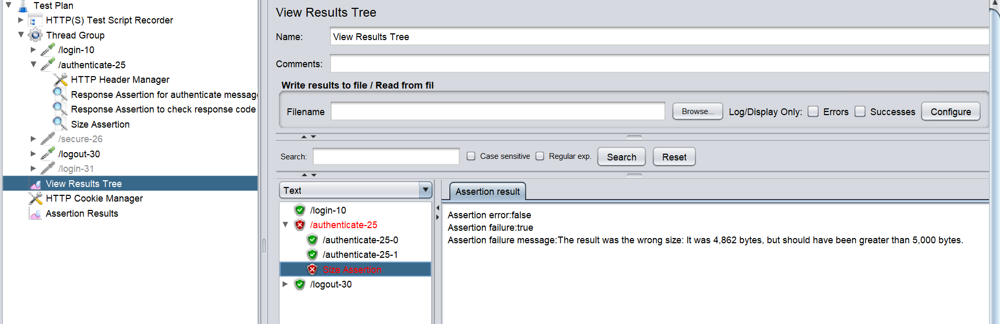 Test Plan
HTTP(S) Test Script Recorder
Thread Group
/login-10
/authenticate-25
HTTP Header Manager
Response Assertion for authenticate message
Response Assertion to check response code
Size Assertion
/secure-26
/logout-30
/login-31
View Results Tree
HTTP Cookie Manager
Assertion Results
View Results Tree
Name: View Results Tree
Comments:
Write results to file / Read from fil
Filename Browse... Log/Display Only: Errors Successes Configure
Search: Case sensitive Regular exp. Search Reset
Text
/login-10
/authenticate-25
/authenticate-25-0
/authenticate-25-1
Size Assertion
/logout-30
Assertion result
Assertion error:false
Assertion failure:true
Assertion failure message:The result was the wrong size: It was 4,862 bytes, but should have been greater than 5,000 bytes.